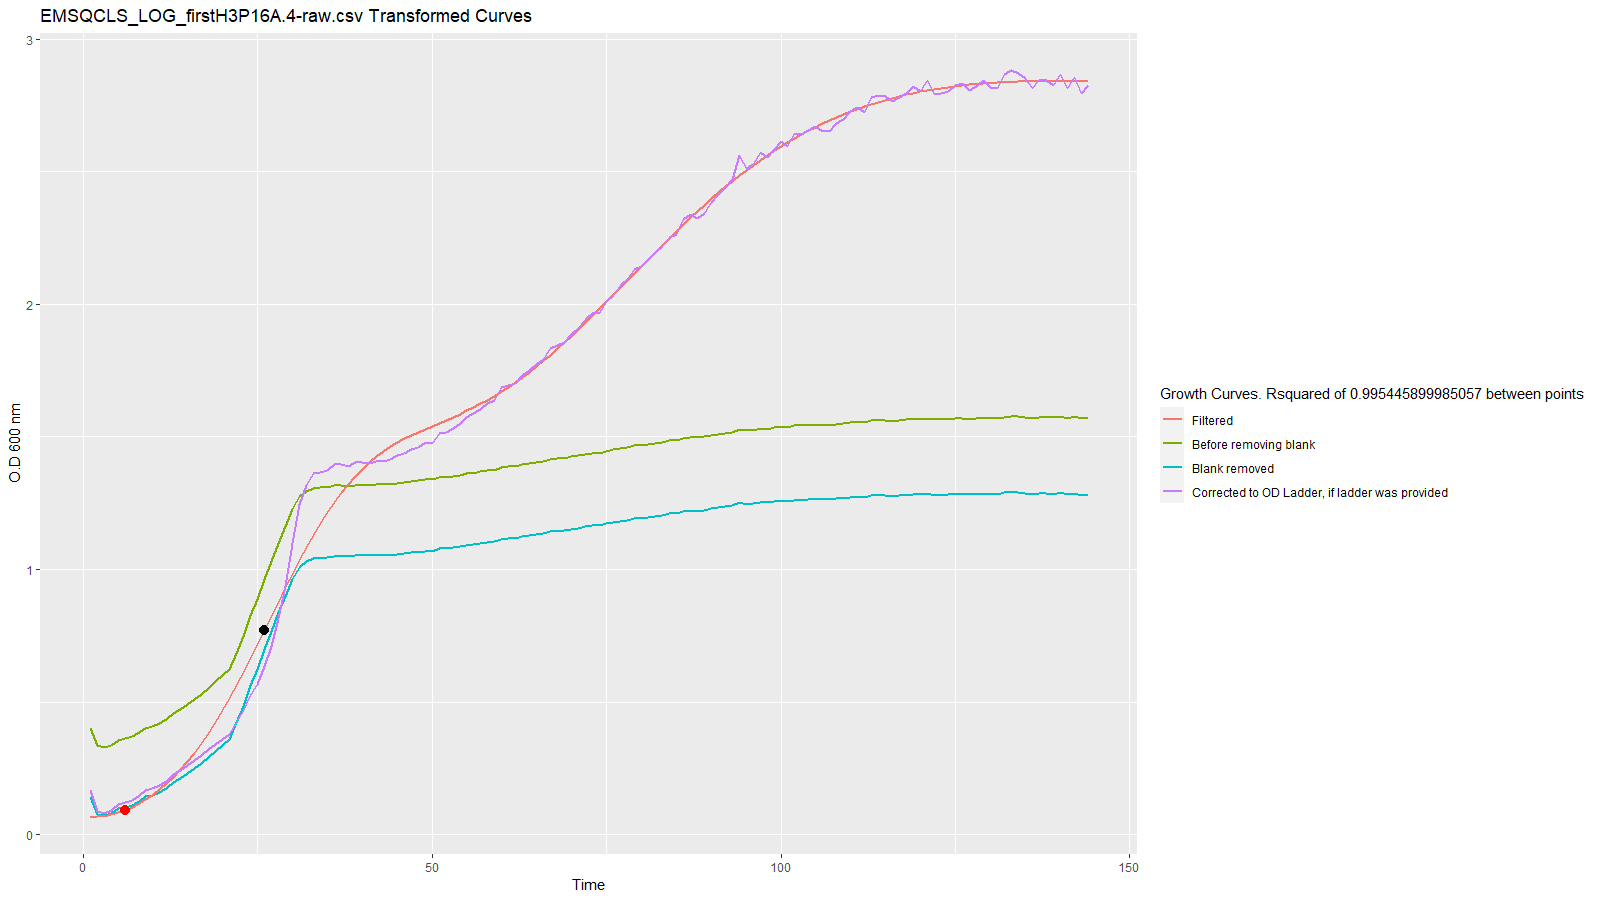 EMSQCLS_LOG_firstH3P16A.4-raw.csv Transformed Curves
3
2
1
0
O.D 600 nm
0
50
100
150
Time
Growth Curves. Rsquared of 0.995445899985057 between points
Filtered
Before removing blank
Blank removed
Corrected to OD Ladder, if ladder was provided